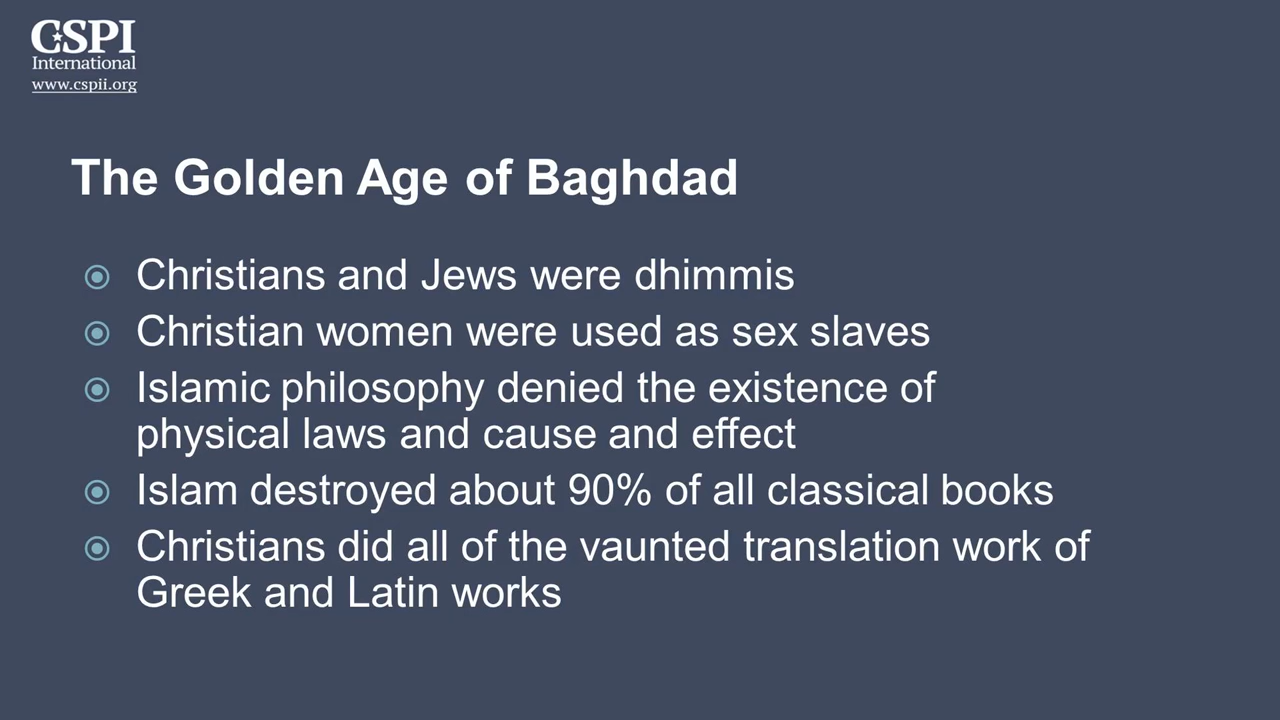 CSPI
International
www.cspii.org
The Golden Age of Baghdad
Christians and Jews were dhimmis
Christian women were used as sex slaves
Islamic philosophy denied the existence of
physical laws and cause and effect
Islam destroyed about 90% of all classical books
Christians did all of the vaunted translation work of
Greek and Latin works